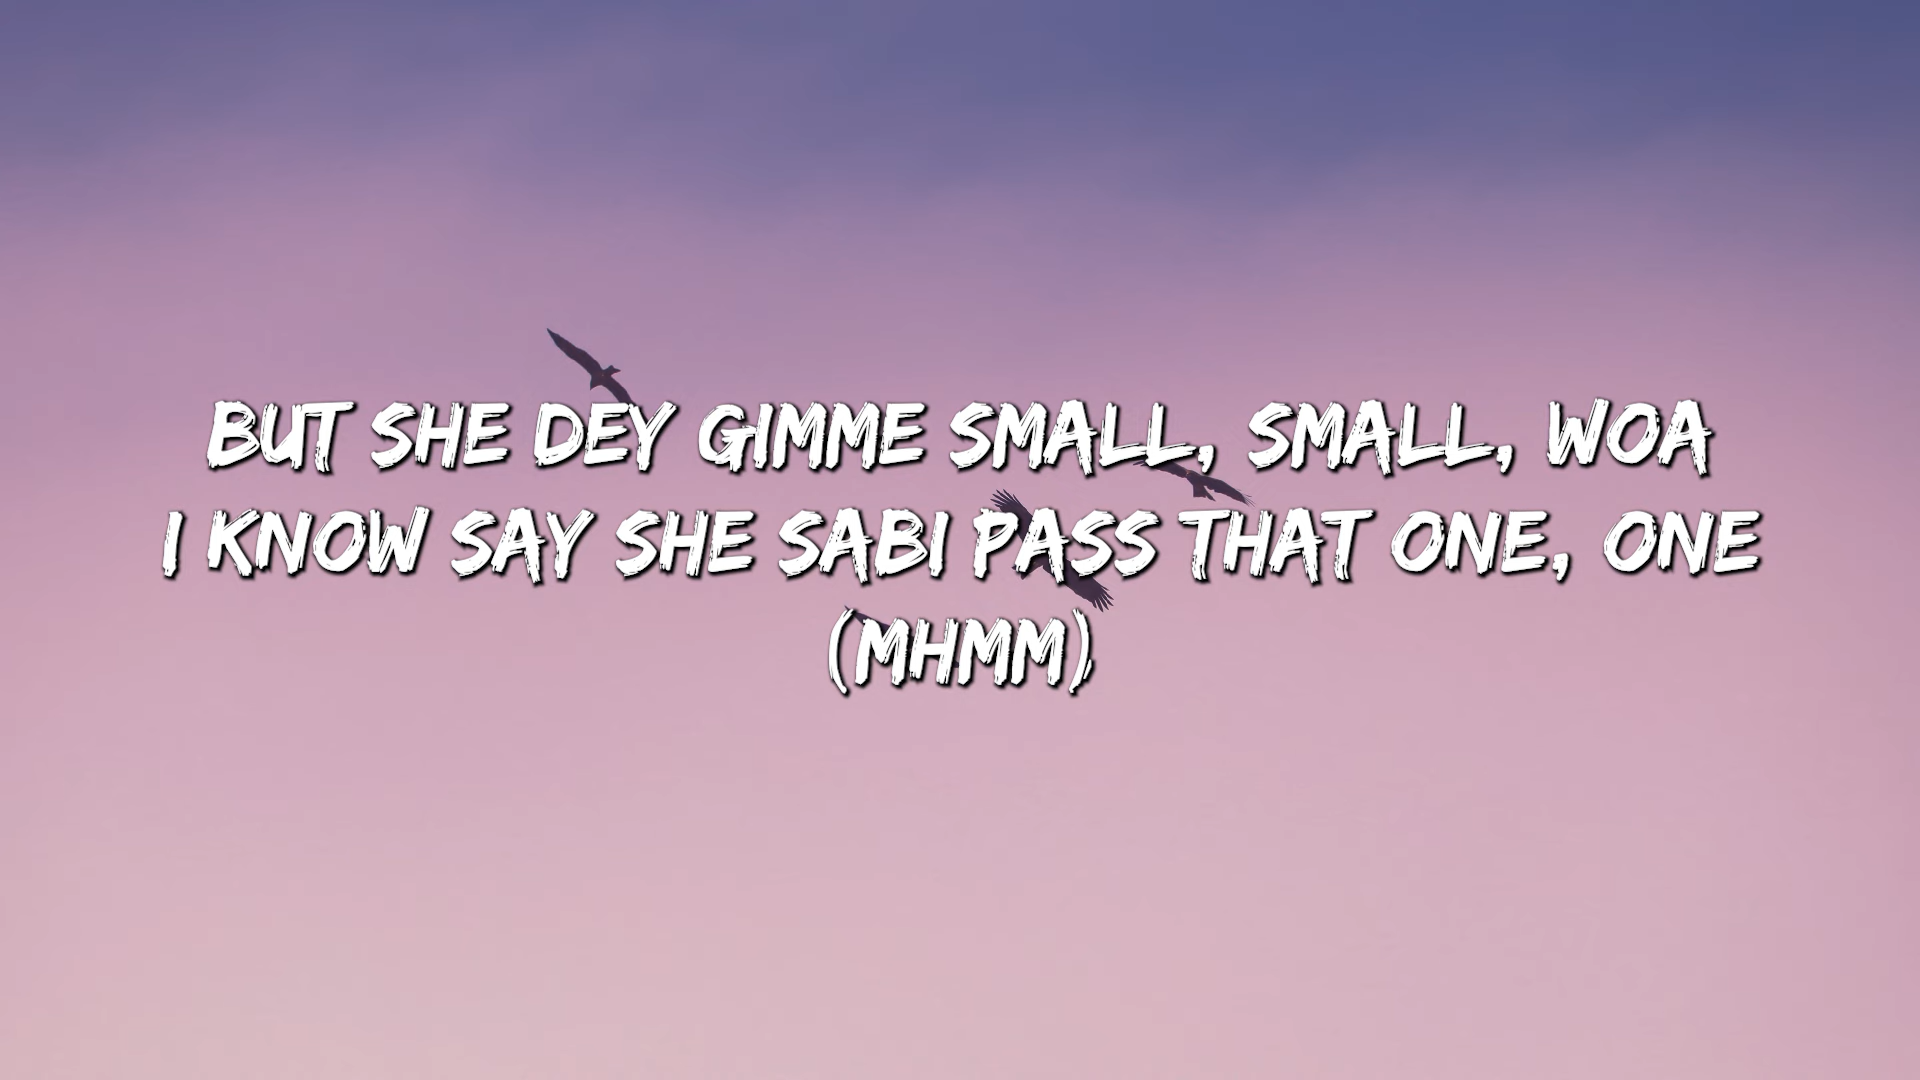 BUT SHE DEY GIMME SMALL, SMALL, WOA
I KNOW SAY SHE SABI PASS THAT ONE, ONE
(MHMM)